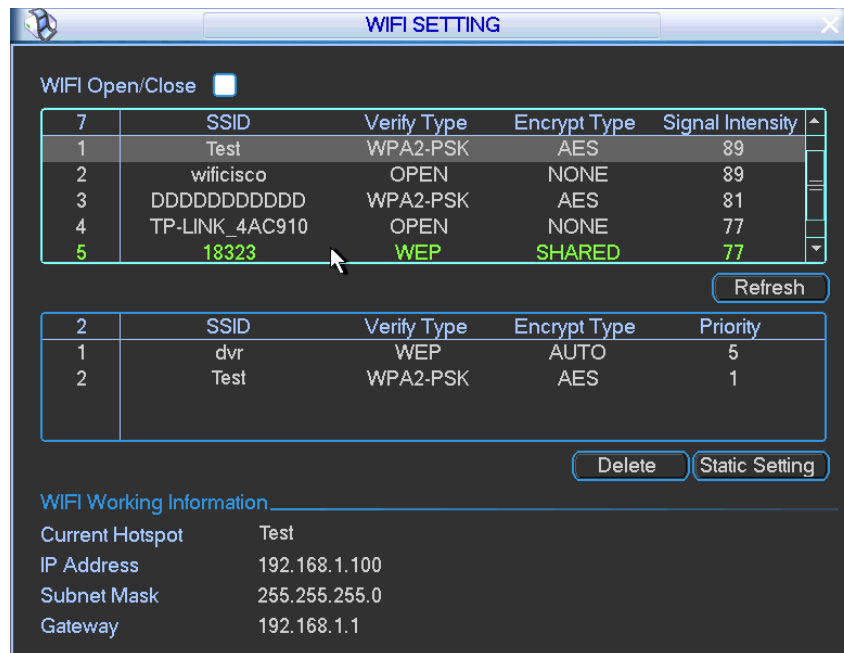 WIFI SETTING
WIFI Open/Close
7 SSID Verify Type Encrypt Type Signal Intensity
1 Test WPA2-PSK AES 89
2 wificisco OPEN NONE 89
3 DDDDDDDDDDD WPA2-PSK AES 81
4 TP-LINK_4AC910 OPEN NONE 77
5 18323 WEP SHARED 77
Refresh
2 SSID Verify Type Encrypt Type Priority
1 dvr WEP AUTO 5
2 Test WPA2-PSK AES 1
Delete Static Setting
WIFI Working Information
Current Hotspot Test
IP Address 192.168.1.100
Subnet Mask 255.255.255.0
Gateway 192.168.1.1